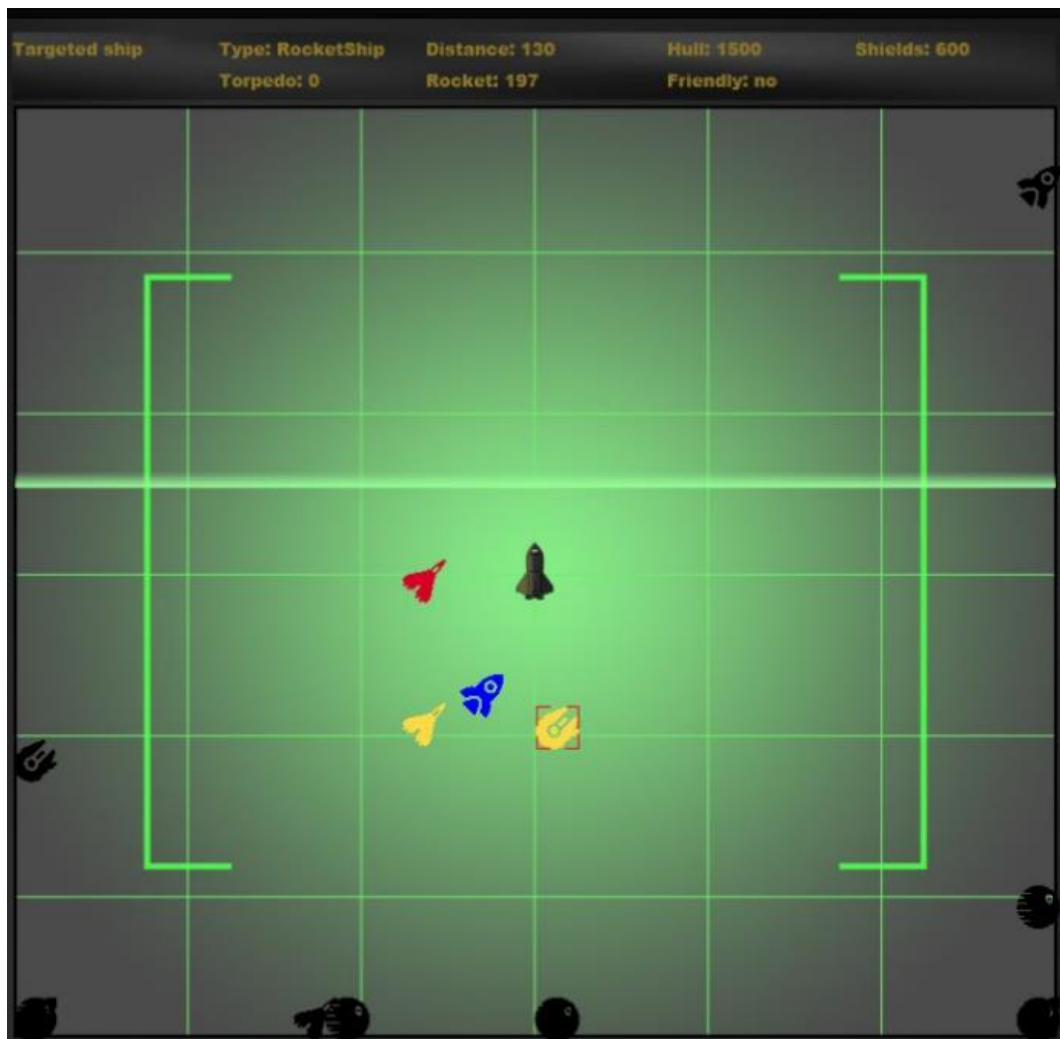 Targeted ship Type: RocketShip Distance: 130 Hull: 1500 Shields: 600
Torpedo: 0 Rocket: 197 Friendly: no